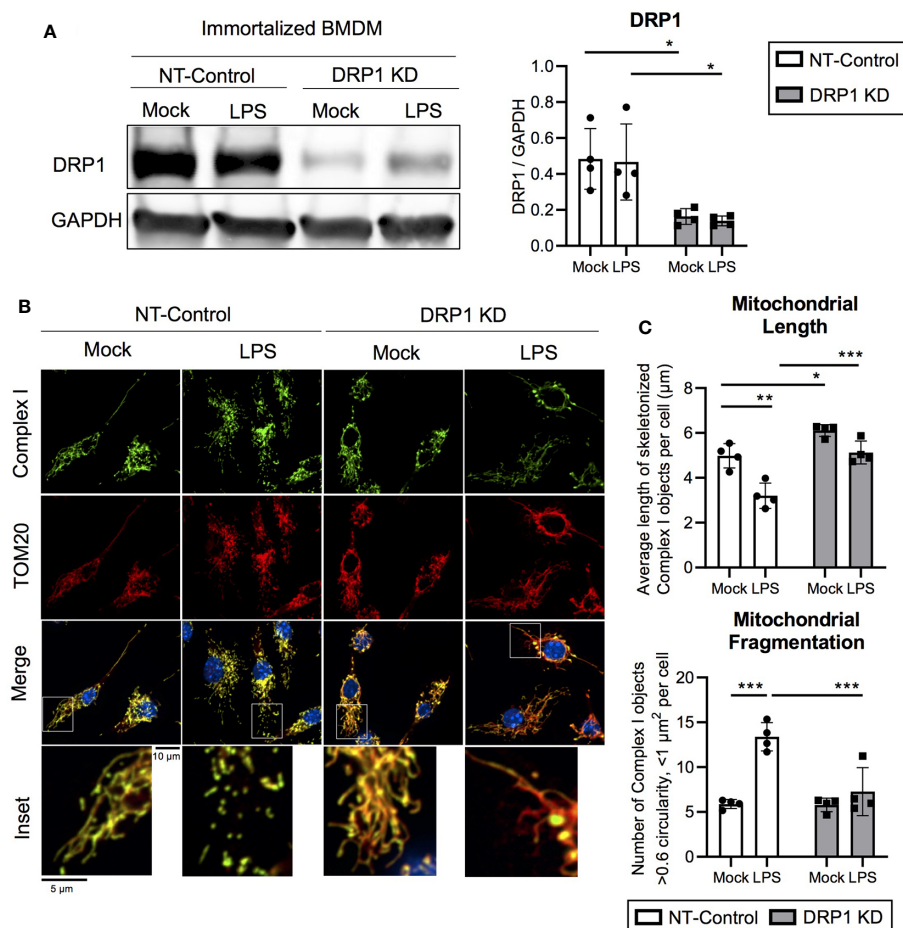 A
Immortalized BMDM
NT-Control DRP1 KD
Mock LPS Mock LPS
DRP1
GAPDH
DRP1
* *
DRP1 / GAPDH
1.0
0.8
0.6
0.4
0.2
0.0
Mock LPS Mock LPS
NT-Control
DRP1 KD
B
NT-Control DRP1 KD
Mock LPS Mock LPS
Complex I
TOM20
Merge
Inset
10 µm
5 µm
C
Mitochondrial
Length
***
*
**
Average length of skeletonized
Complex I objects per cell (µm)
8
6
4
2
0
Mock LPS Mock LPS
Mitochondrial
Fragmentation
*** ***
Number of Complex I objects
>0.6 circularity, <1 µm² per cell
20
15
10
5
0
Mock LPS Mock LPS
NT-Control DRP1 KD